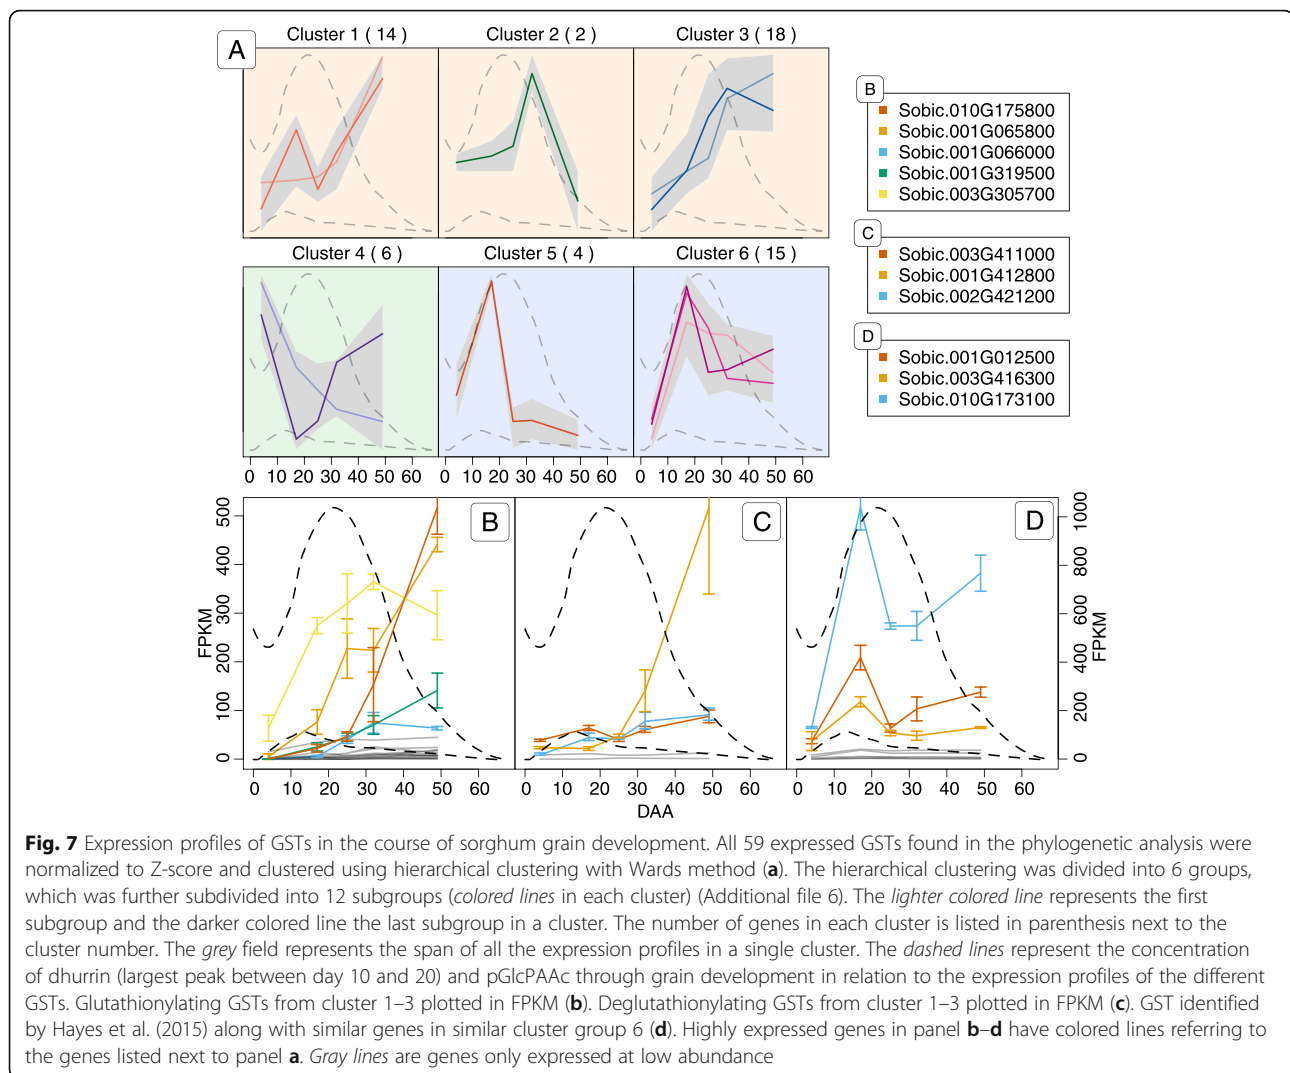 A
Cluster 1 ( 14 )
Cluster 2 ( 2 )
Cluster 3 ( 18 )
Cluster 4 ( 6 )
Cluster 5 ( 4 )
Cluster 6 ( 15 )
0 10 20 30 40 50 60
0 10 20 30 40 50 60
0 10 20 30 40 50 60
B
Sobic.010G175800
Sobic.001G065800
Sobic.001G066000
Sobic.001G319500
Sobic.003G305700
C
Sobic.003G411000
Sobic.001G412800
Sobic.002G421200
D
Sobic.001G012500
Sobic.003G416300
Sobic.010G173100
B
C
D
FPKM
500
400
300
200
100
0
1000
800
600
400
200
0
FPKM
0 10 20 30 40 50 60
0 10 20 30 40 50 60
0 10 20 30 40 50 60
DAA
Fig. 7 Expression profiles of GSTs in the course of sorghum grain development. All 59 expressed GSTs found in the phylogenetic analysis were
normalized to Z-score and clustered using hierarchical clustering with Wards method (a). The hierarchical clustering was divided into 6 groups,
which was further subdivided into 12 subgroups (colored lines in each cluster) (Additional file 6). The lighter colored line represents the first
subgroup and the darker colored line the last subgroup in a cluster. The number of genes in each cluster is listed in parenthesis next to the
cluster number. The grey field represents the span of all the expression profiles in a single cluster. The dashed lines represent the concentration
of dhurrin (largest peak between day 10 and 20) and pGlcPAAc through grain development in relation to the expression profiles of the different
GSTs. Glutathionylating GSTs from cluster 1–3 plotted in FPKM (b). Deglutathionylating GSTs from cluster 1–3 plotted in FPKM (c). GST identified
by Hayes et al. (2015) along with similar genes in similar cluster group 6 (d). Highly expressed genes in panel b–d have colored lines referring to
the genes listed next to panel a. Gray lines are genes only expressed at low abundance